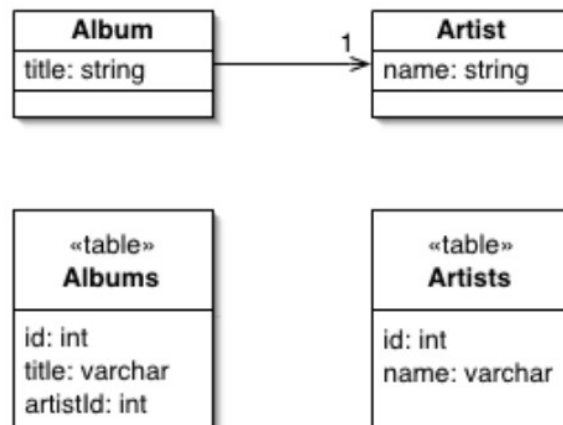 Album
title: string
1
Artist
name: string
«table»
Albums
id: int
title: varchar
artistId: int
«table»
Artists
id: int
name: varchar